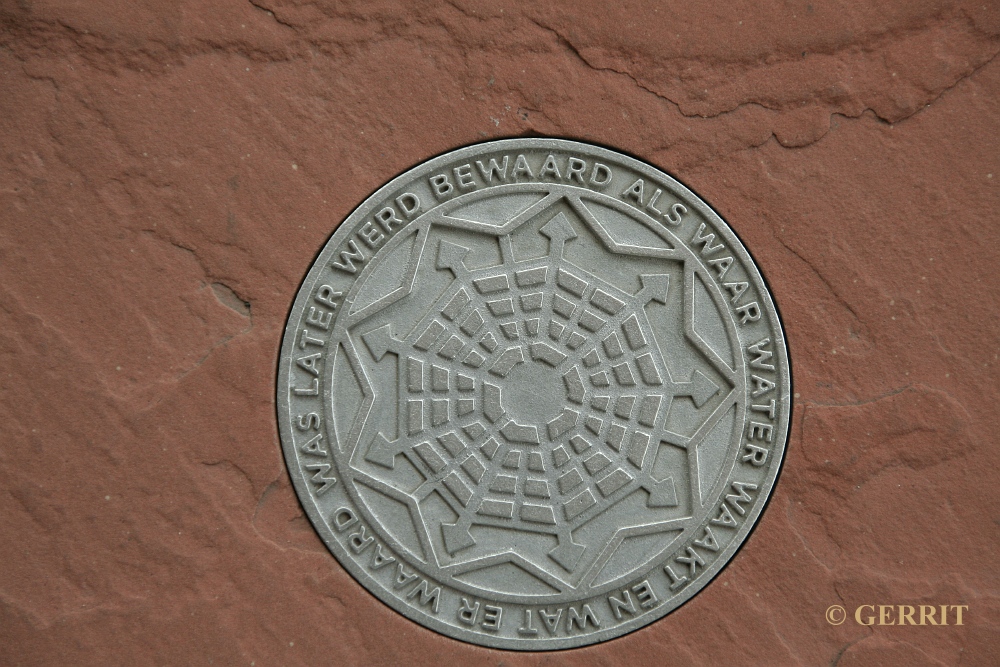 WAAR WATER WAAKT EN WAT ER WAARD WAS LATER WERD BEWAARD ALS
© GERRIT